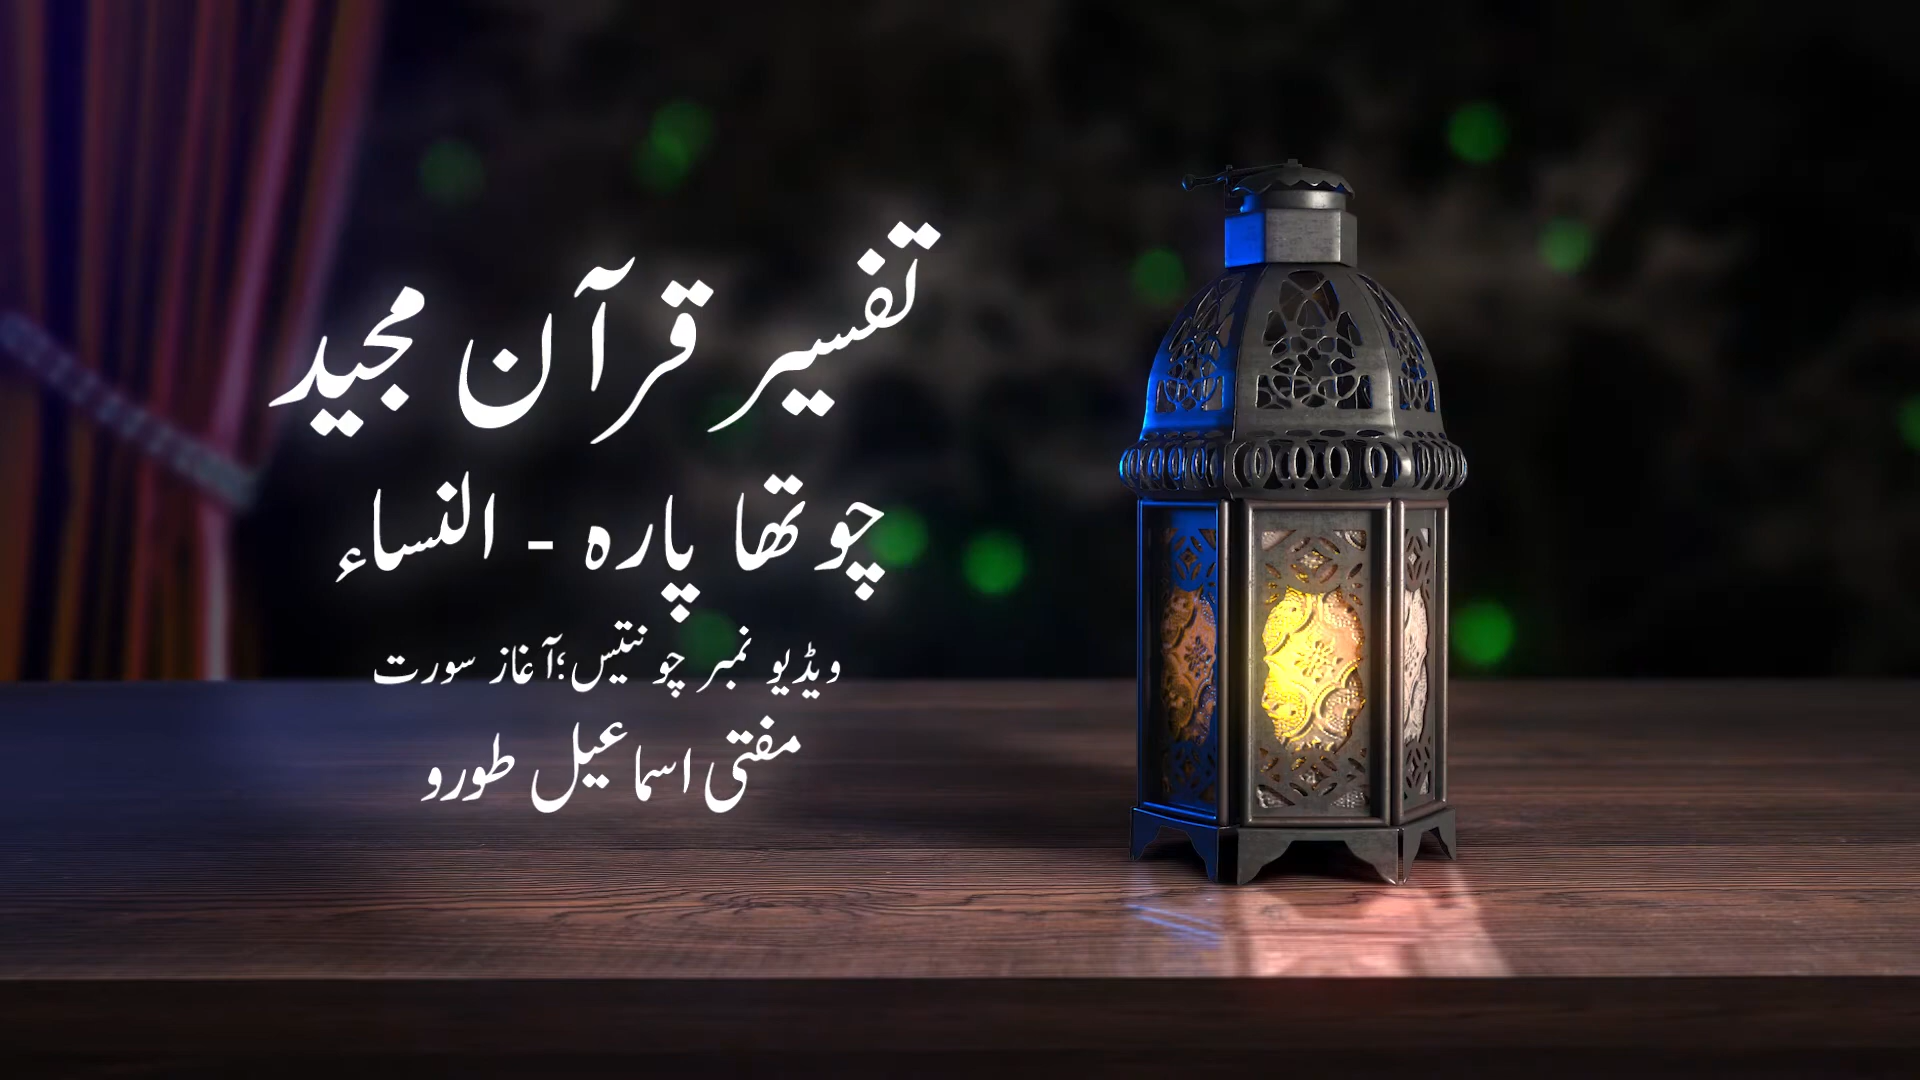 تفسیر قرآن مجید
چوتھا پارہ - النساء
ویڈیو نمبر چونتیس؛آغاز سورت
مفتی اسماعیل طورو